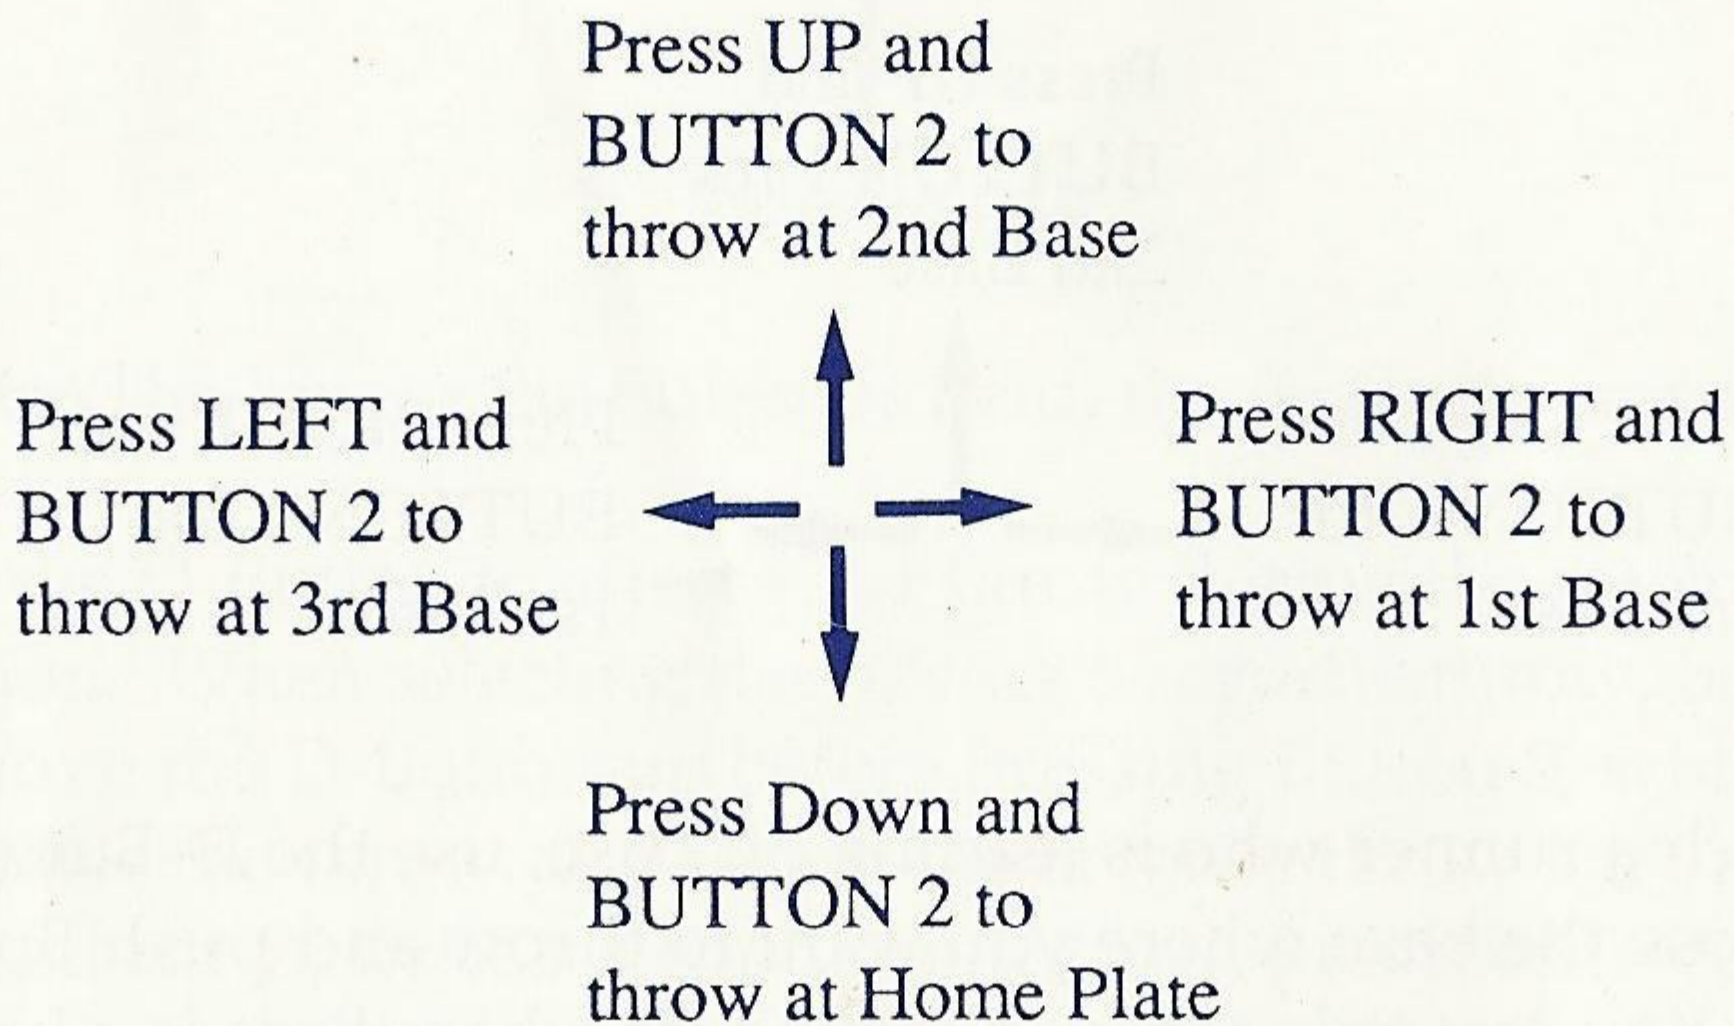 Press UP and
BUTTON 2 to
throw at 2nd Base
Press LEFT and
BUTTON 2 to
throw at 3rd Base
Press RIGHT and
BUTTON 2 to
throw at 1st Base
Press Down and
BUTTON 2 to
throw at Home Plate